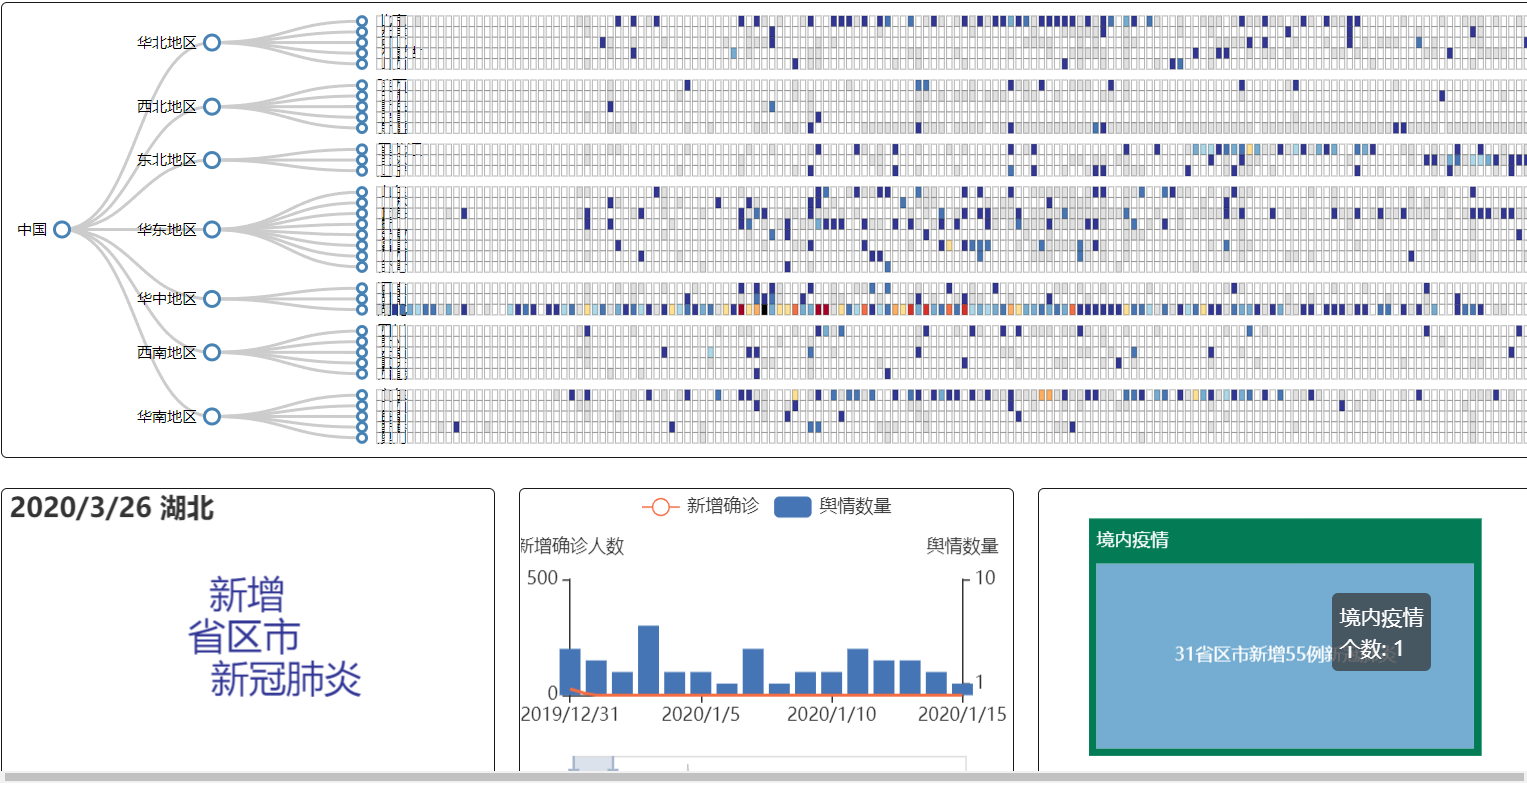 华北地区
西北地区
东北地区
中国
华东地区
华中地区
西南地区
华南地区
2020/3/26 湖北
新增
省区市
新冠肺炎
新增确诊
舆情数量
新增确诊人数
舆情数量
500
10
0
1
2019/12/31
2020/1/5
2020/1/10
2020/1/15
境内疫情
境内疫情
个数: 1
31省区市新增55例新冠肺炎